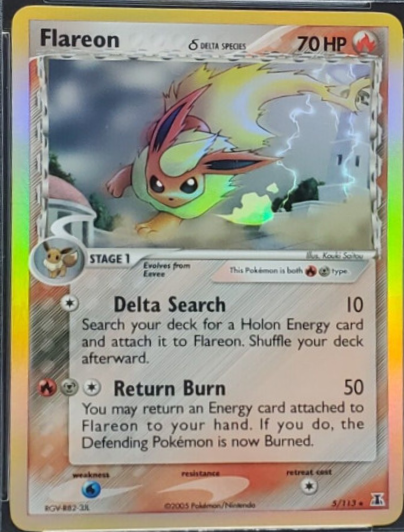 Flareon
δ DELTA SPECIES
70 HP
Illus. Kouki Saitou
STAGE 1
Evolves from
Eevee
This Pokémon is both type.
Delta Search 10
Search your deck for a Holon Energy card
and attach it to Flareon. Shuffle your deck
afterward.
Return Burn 50
You may return an Energy card attached to
Flareon to your hand. If you do, the
Defending Pokémon is now Burned.
weakness resistance retreat cost
©2005 Pokémon/Nintendo
5/113 ★